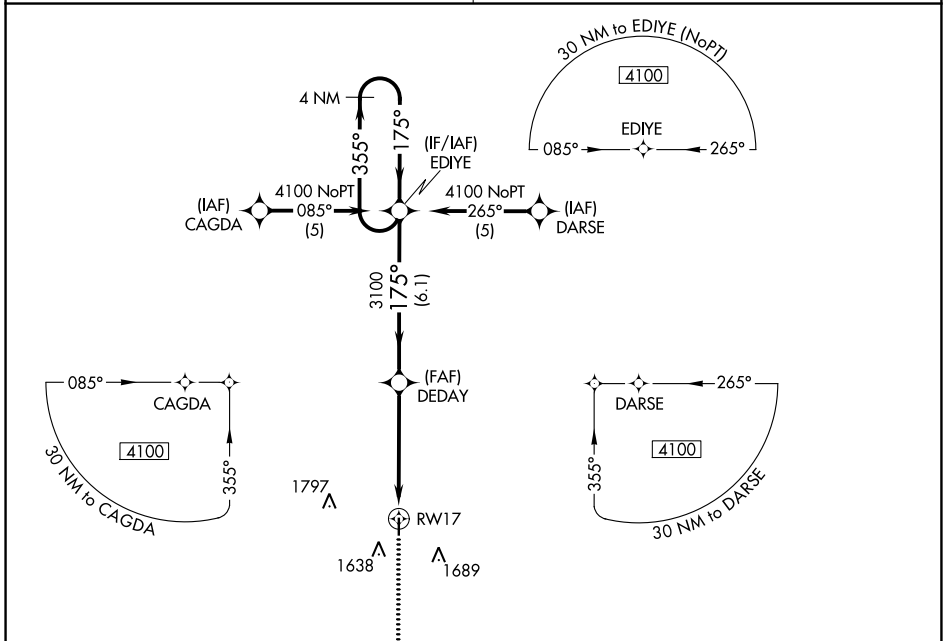 30 NM to EDIYE (NoPT)
4100
EDIYE
085°
265°
4 NM
355°
175°
(IF/IAF)
EDIYE
4100 NoPT
085°
(5)
(IAF)
CAGDA
4100 NoPT
265°
(5)
(IAF)
DARSE
3100
175°
(6.1)
(FAF)
DEDAY
085°
CAGDA
4100
355°
30 NM to CAGDA
265°
DARSE
4100
355°
30 NM to DARSE
1797
RW17
1638
1689